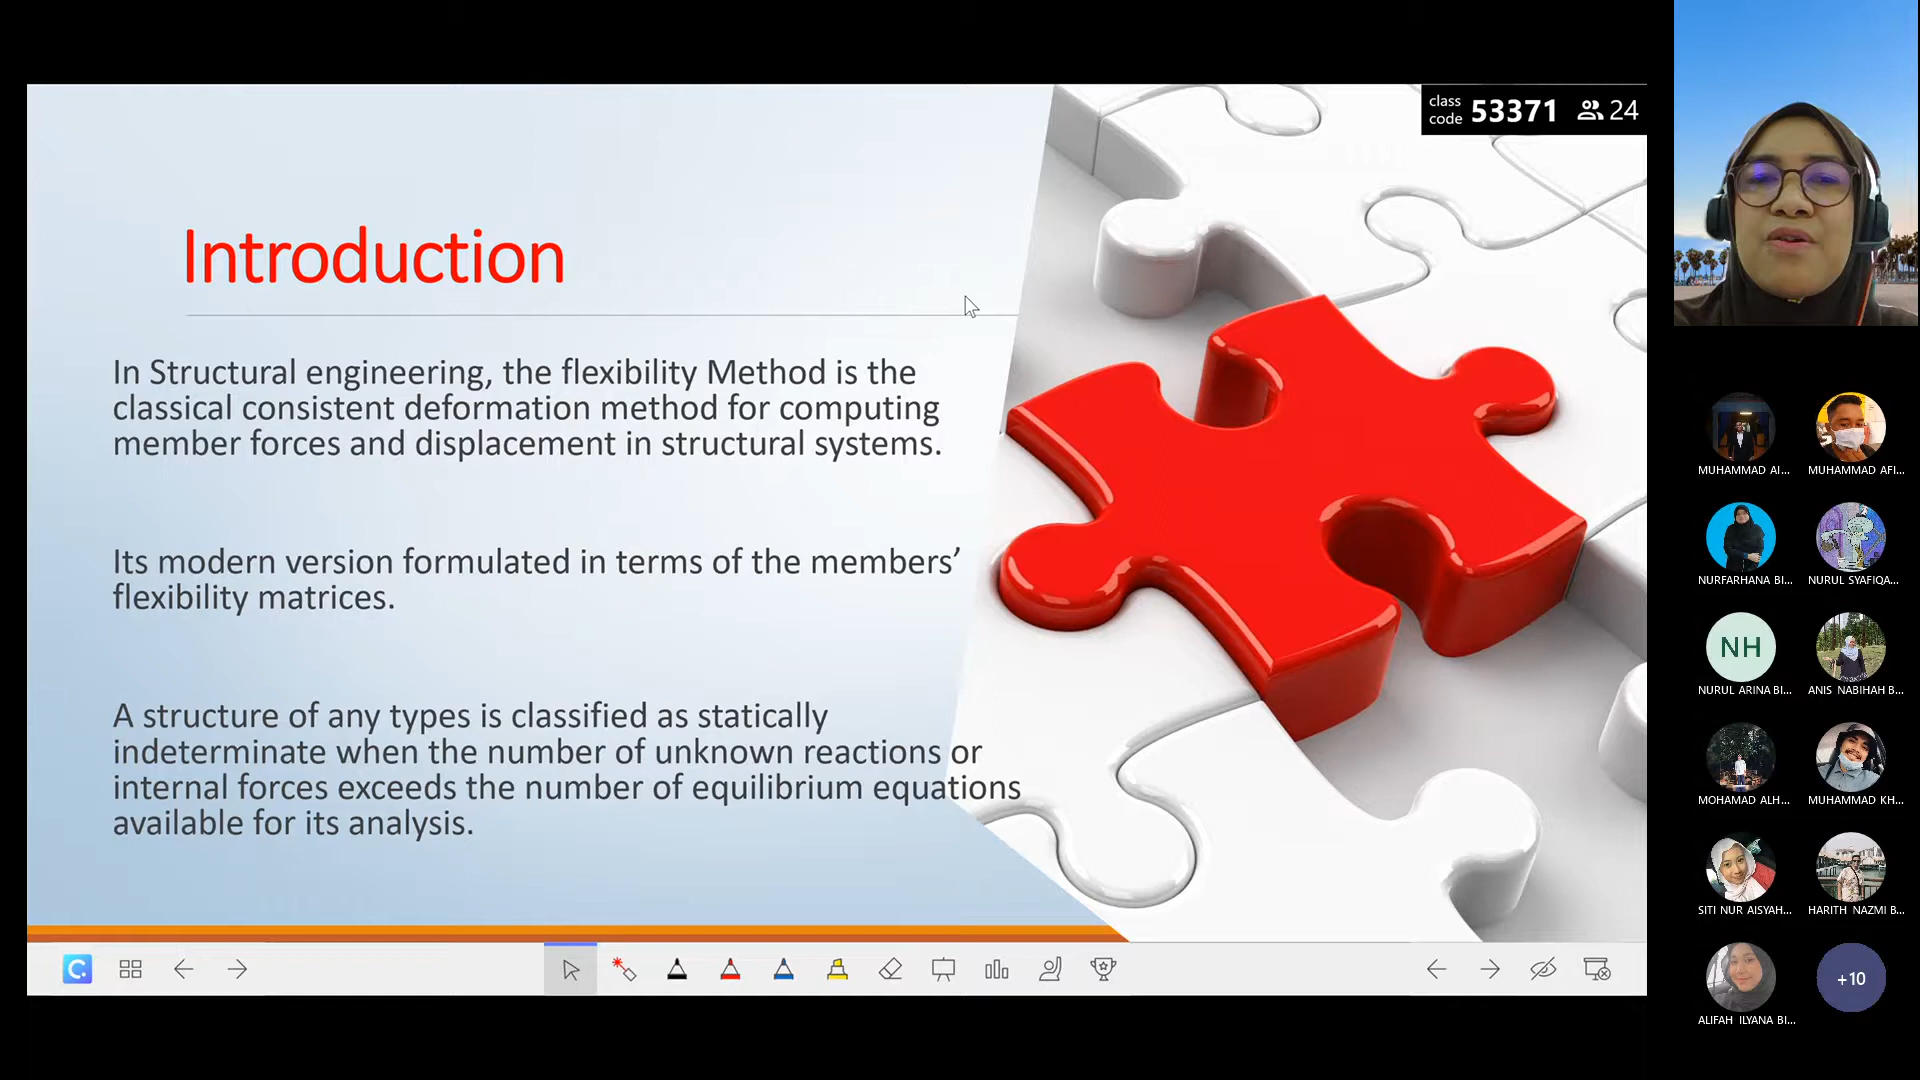 class
code 53371 24
Introduction
In Structural engineering, the flexibility Method is the
classical consistent deformation method for computing
member forces and displacement in structural systems.
Its modern version formulated in terms of the members’
flexibility matrices.
A structure of any types is classified as statically
indeterminate when the number of unknown reactions or
internal forces exceeds the number of equilibrium equations
available for its analysis.
C
MUHAMMAD AI...
MUHAMMAD AFI...
NURFARHANA BI...
NURUL SYAFIQA...
NH
NURUL ARINA BI...
ANIS NABIHAH B...
MOHAMAD ALH...
MUHAMMAD KH...
SITI NUR AISYAH...
HARITH NAZMI B...
ALIFAH ILYANA BI...
+10